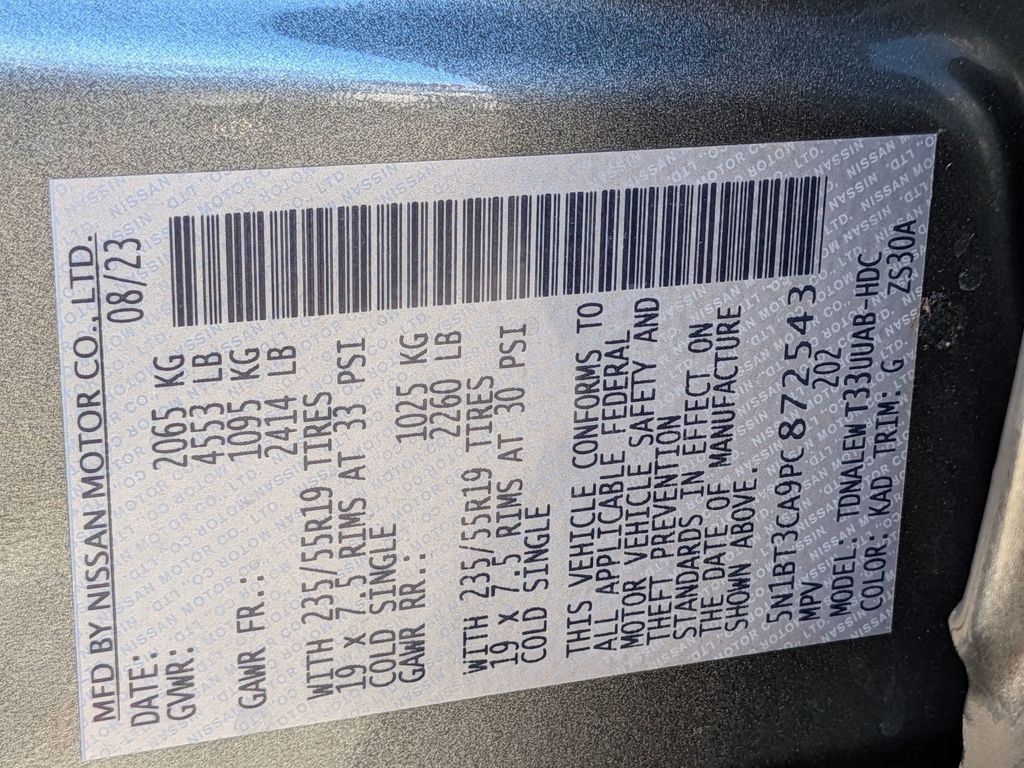 MFD BY NISSAN MOTOR CO., LTD.
DATE: 08/23
GVWR: 2065 KG
4553 LB
GAWR FR.: 1095 KG
2414 LB
WITH 235/55R19 TIRES
19 X 7.5 RIMS AT 33 PSI
COLD SINGLE
GAWR RR.: 1025 KG
2260 LB
WITH 235/55R19 TIRES
19 X 7.5 RIMS AT 30 PSI
COLD SINGLE
THIS VEHICLE CONFORMS TO
ALL APPLICABLE FEDERAL
MOTOR VEHICLE SAFETY AND
THEFT PREVENTION
STANDARDS IN EFFECT ON
THE DATE OF MANUFACTURE
SHOWN ABOVE.
5N1BT3CA9PC872543
MPV 202
MODEL: TDNALEW T33UUAB-HDC
COLOR: KAD TRIM: G ZS30A